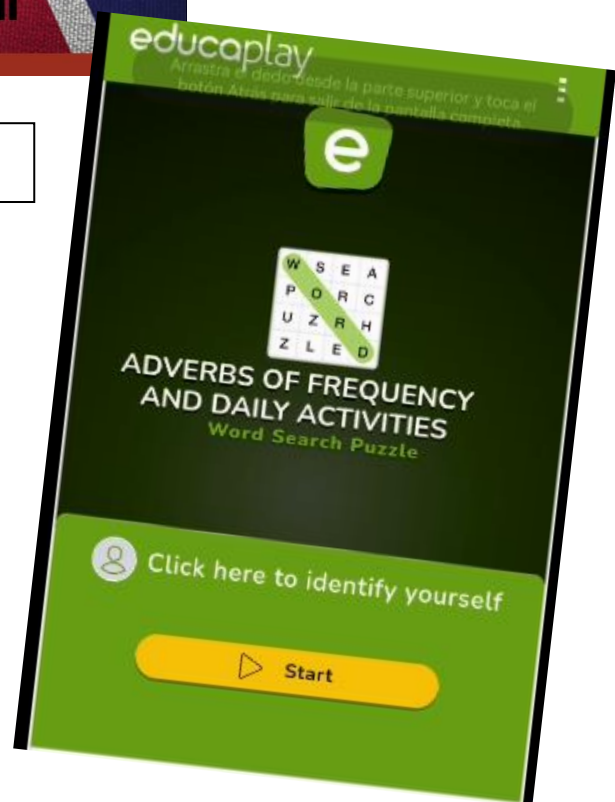 educaplay
Arrastra el dedo desde la parte superior y toca el
botón Atrás para salir de la pantalla completa.
e
W S E A
P O R C
U Z R H
Z L E D
ADVERBS OF FREQUENCY
AND DAILY ACTIVITIES
Word Search Puzzle
Click here to identify yourself
Start